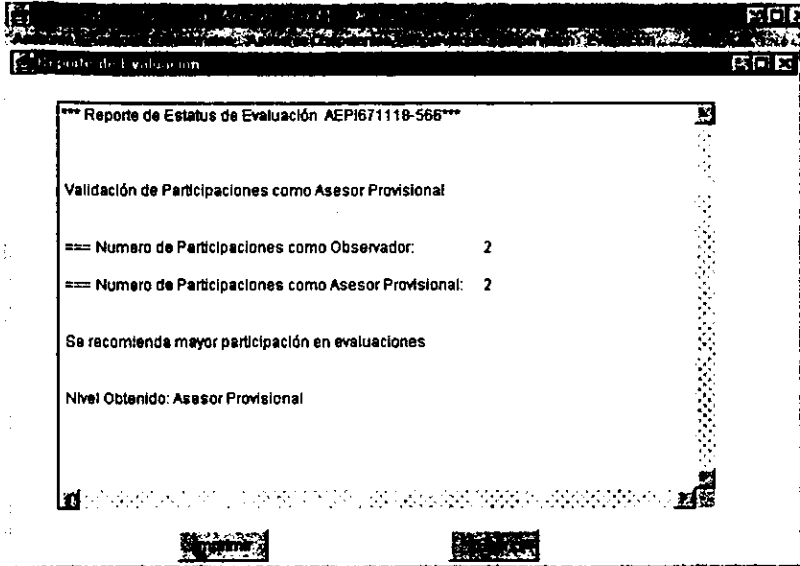 Reporte de Evaluación
*** Reporte de Estatus de Evaluación AEPI671118-566***
Validación de Participaciones como Asesor Provisional
=== Numero de Participaciones como Observador: 2
=== Numero de Participaciones como Asesor Provisional: 2
Se recomienda mayor participación en evaluaciones
Nivel Obtenido: Asesor Provisional
Imprimir